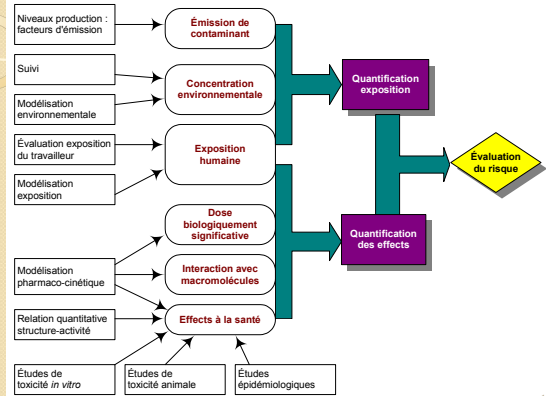 Niveaux production :
facteurs d'émission
Émission de
contaminant
Suivi
Modélisation
environnementale
Concentration
environnementale
Quantification
exposition
Évaluation exposition
du travailleur
Modélisation
exposition
Exposition
humaine
Évaluation
du risque
Dose
biologiquement
significative
Quantification
des effects
Modélisation
pharmaco-cinétique
Interaction avec
macromolécules
Relation quantitative
structure-activité
Effects à la santé
Études de
toxicité in vitro
Études de
toxicité animale
Études
épidémiologiques